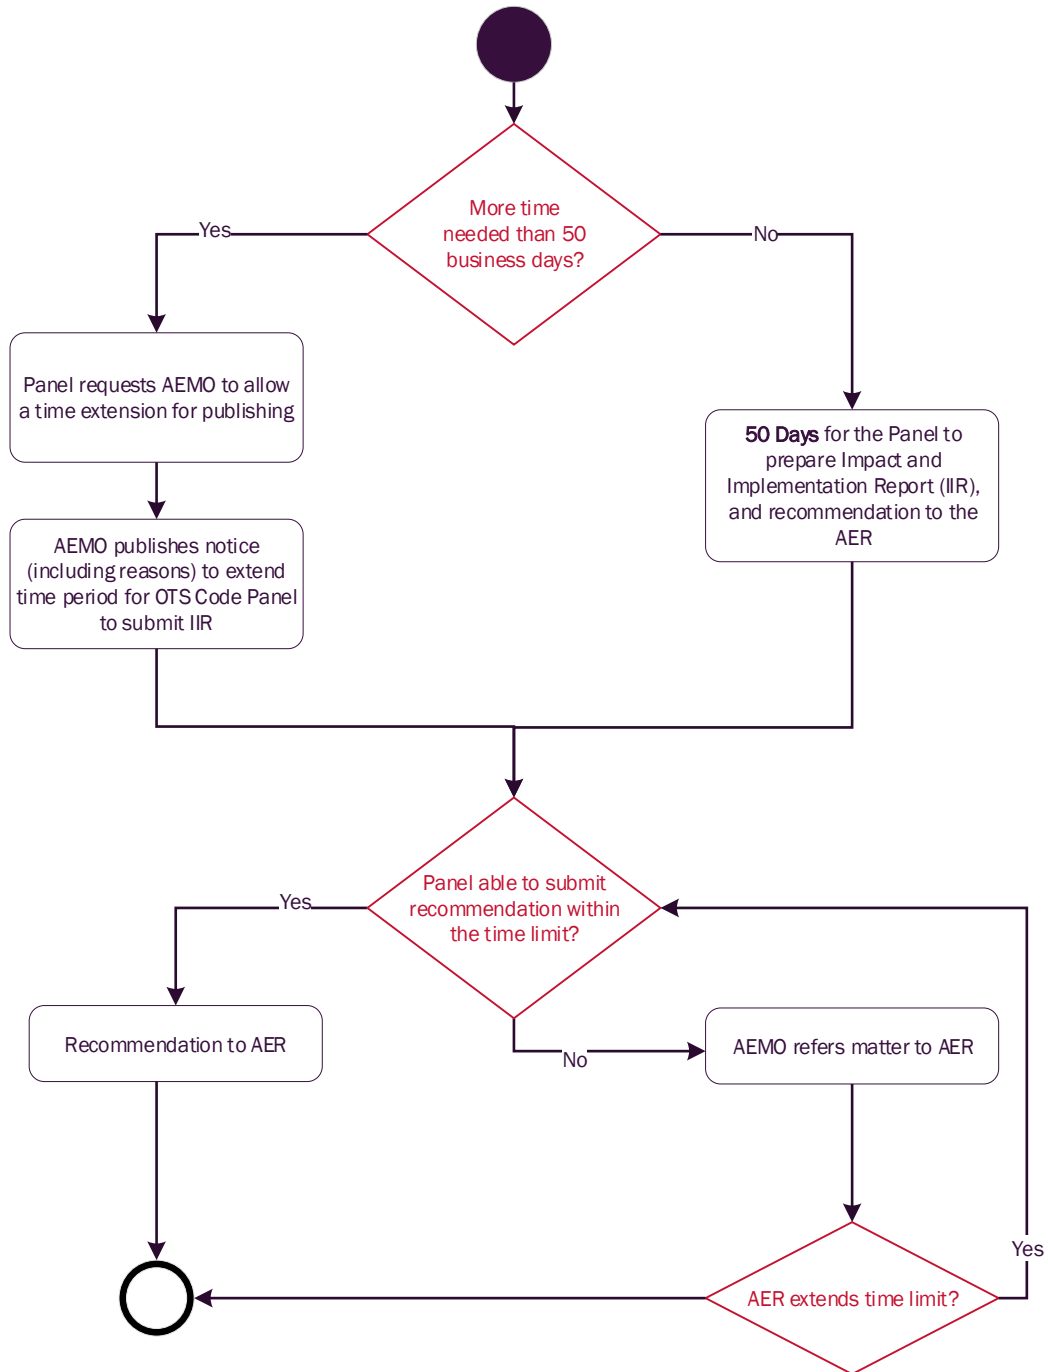 More time
needed than 50
business days?
Yes
No
Panel requests AEMO to allow
a time extension for publishing
50 Days for the Panel to
prepare Impact and
Implementation Report (IIR),
and recommendation to the
AER
AEMO publishes notice
(including reasons) to extend
time period for OTS Code Panel
to submit IIR
Panel able to submit
recommendation within
the time limit?
Yes
No
Recommendation to AER
AEMO refers matter to AER
Yes
AER extends time limit?